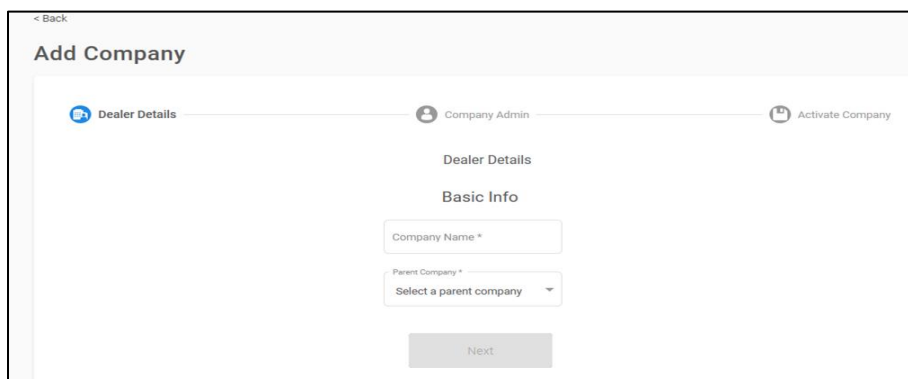 < Back
Add Company
Dealer Details
Company Admin
Activate Company
Dealer Details
Basic Info
Company Name *
Parent Company *
Select a parent company
Next